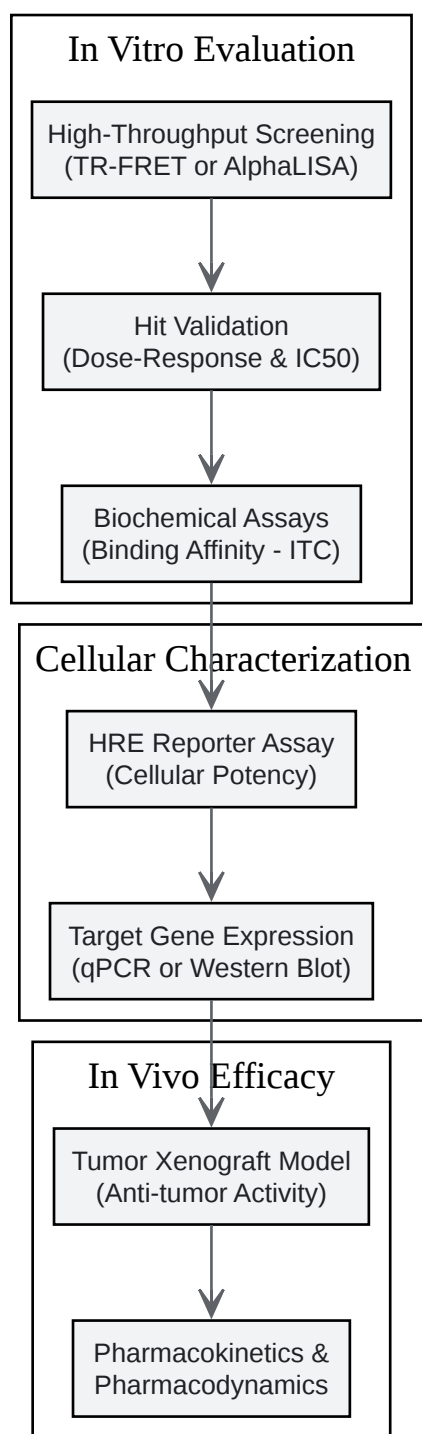 In Vitro Evaluation
High-Throughput Screening
(TR-FRET or AlphaLISA)
Hit Validation
(Dose-Response & IC50)
Biochemical Assays
(Binding Affinity - ITC)
Cellular Characterization
HRE Reporter Assay
(Cellular Potency)
Target Gene Expression
(qPCR or Western Blot)
In Vivo Efficacy
Tumor Xenograft Model
(Anti-tumor Activity)
Pharmacokinetics &
Pharmacodynamics